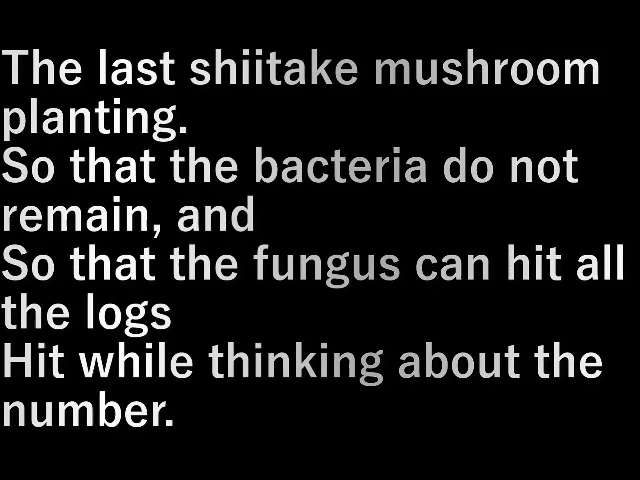 The last shiitake mushroom
planting.
So that the bacteria do not
remain, and
So that the fungus can hit all
the logs
Hit while thinking about the
number.